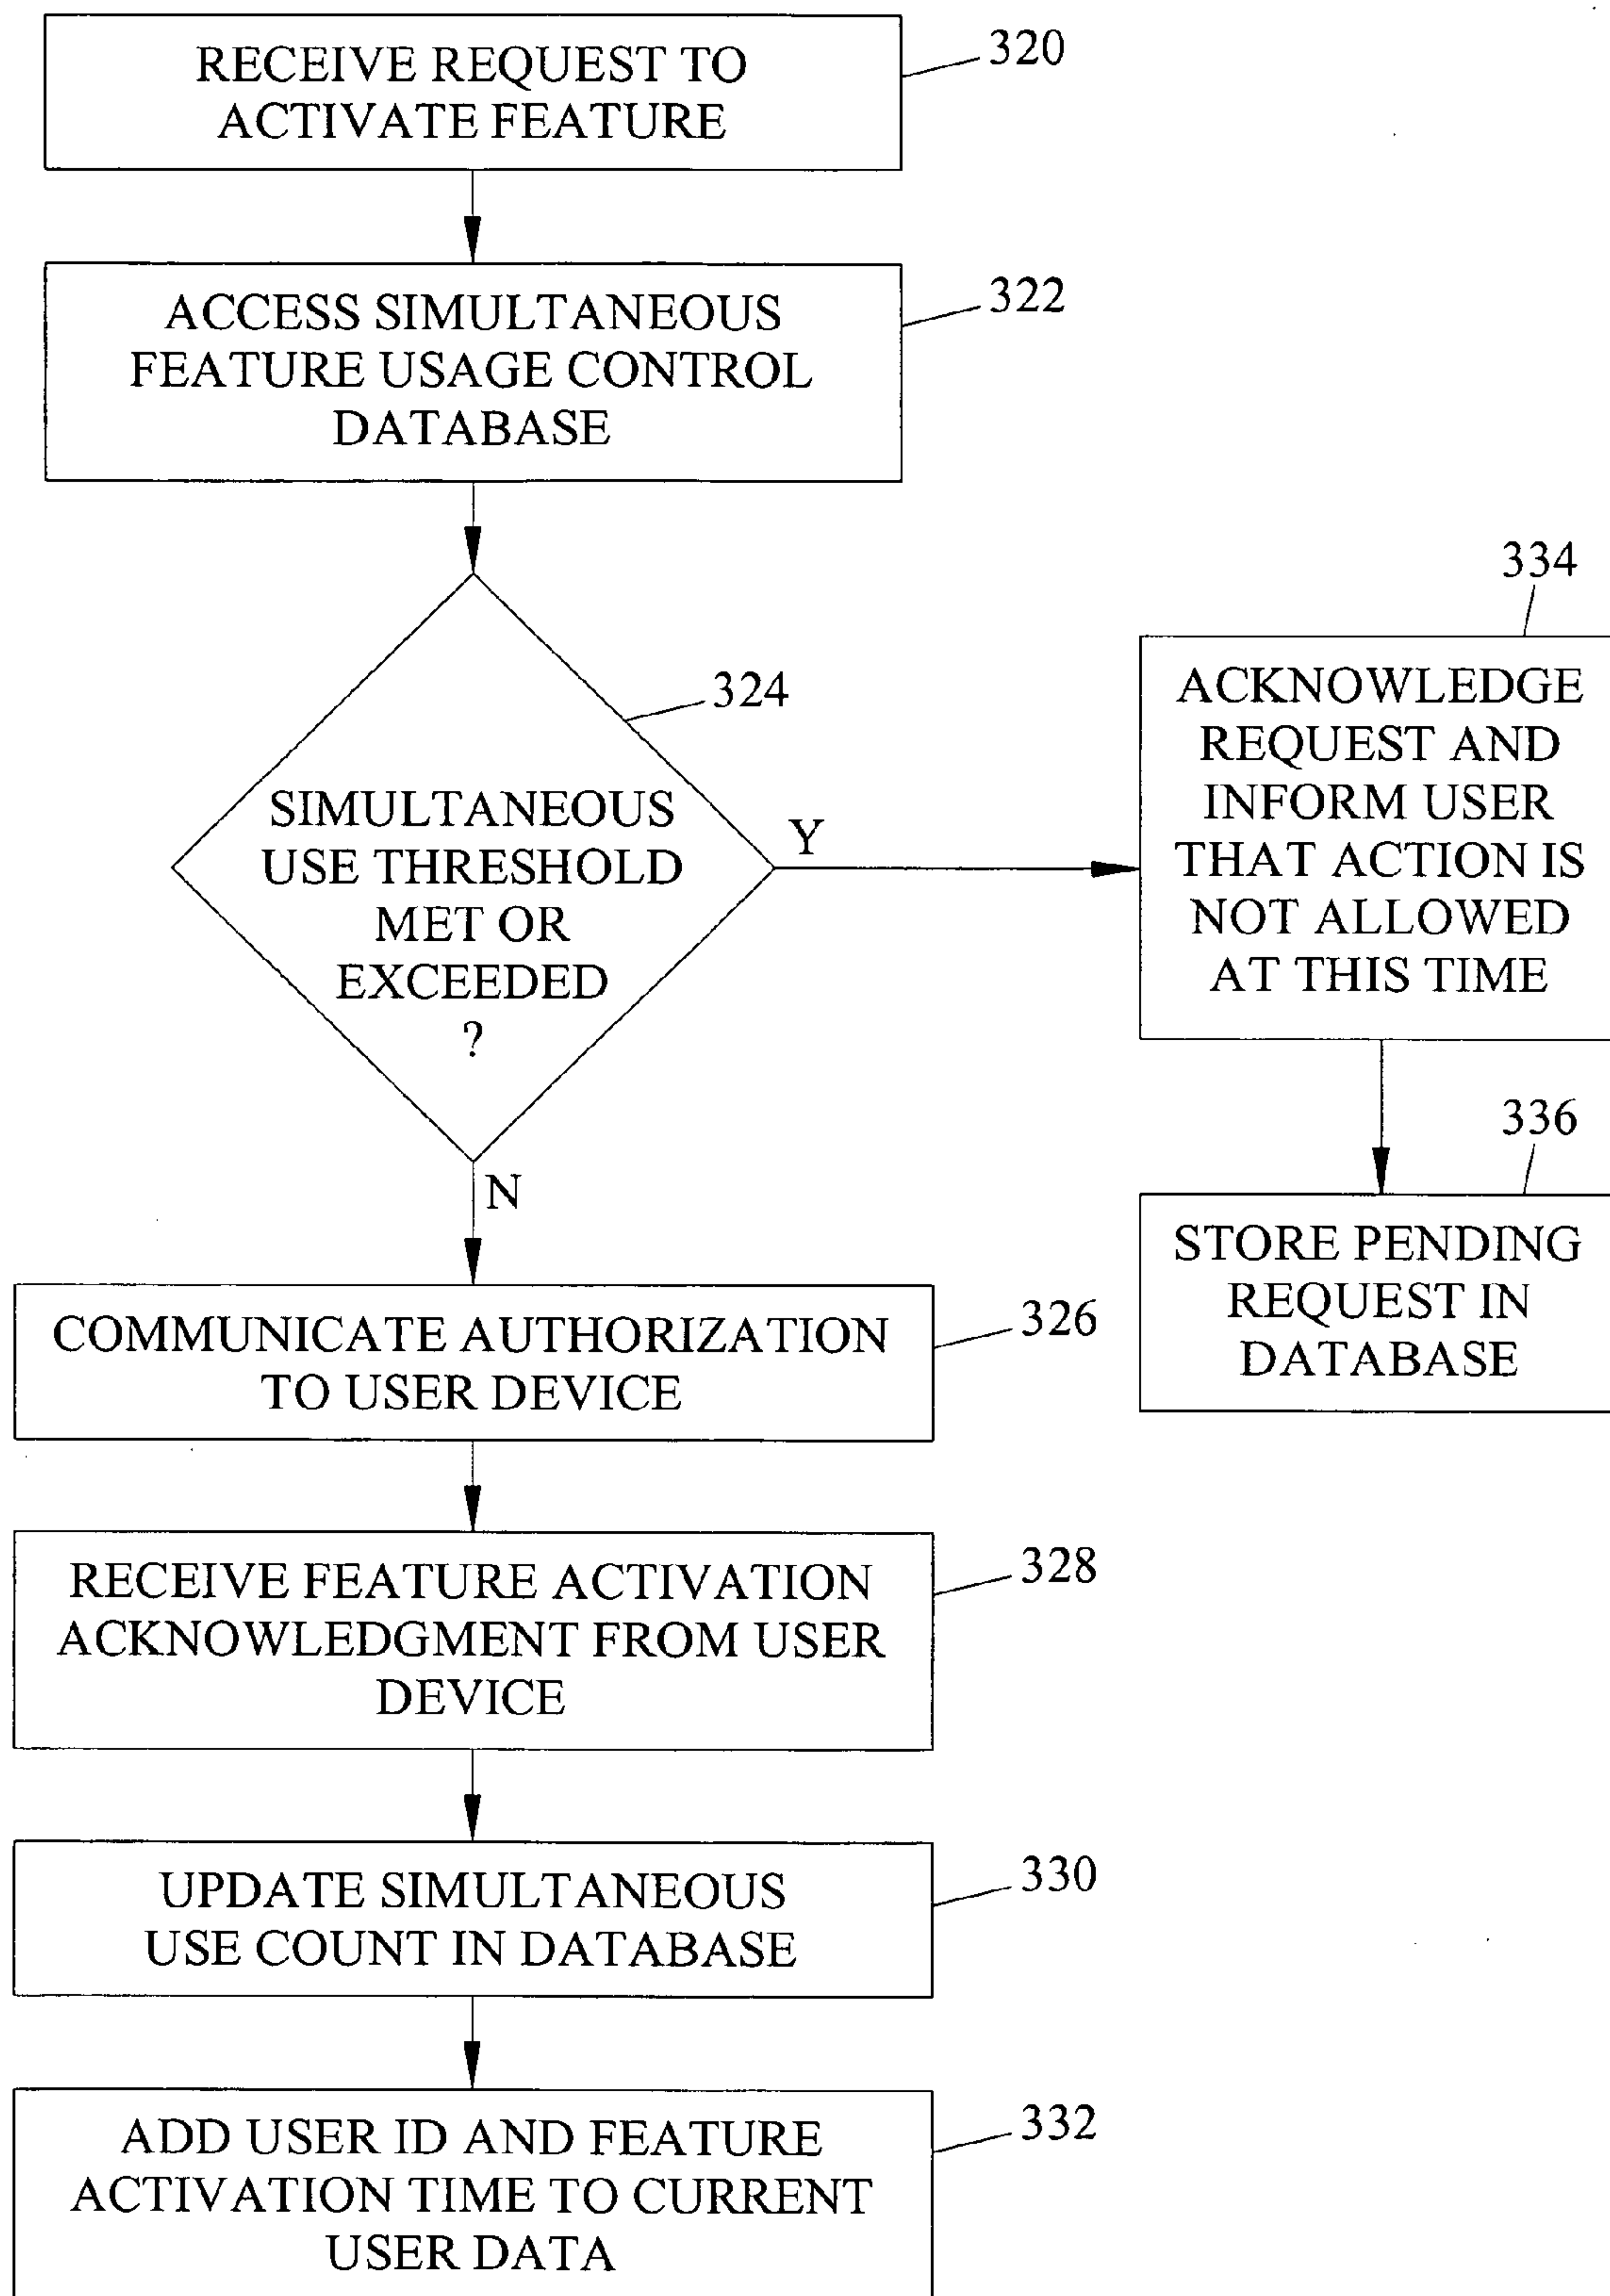 RECEIVE REQUEST TO
ACTIVATE FEATURE
320
ACCESS SIMULTANEOUS
FEATURE USAGE CONTROL
DATABASE
322
324
SIMULTANEOUS
USE THRESHOLD
MET OR
EXCEEDED
?
Y
N
334
ACKNOWLEDGE
REQUEST AND
INFORM USER
THAT ACTION IS
NOT ALLOWED
AT THIS TIME
336
STORE PENDING
REQUEST IN
DATABASE
COMMUNICATE AUTHORIZATION
TO USER DEVICE
326
RECEIVE FEATURE ACTIVATION
ACKNOWLEDGMENT FROM USER
DEVICE
328
UPDATE SIMULTANEOUS
USE COUNT IN DATABASE
330
ADD USER ID AND FEATURE
ACTIVATION TIME TO CURRENT
USER DATA
332